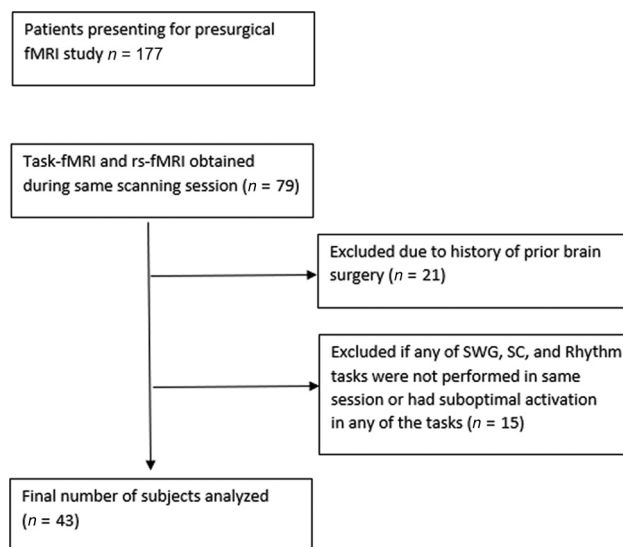 Patients presenting for presurgical
fMRI study n = 177
Task-fMRI and rs-fMRI obtained
during same scanning session (n = 79)
Excluded due to history of prior brain
surgery (n = 21)
Excluded if any of SWG, SC, and Rhythm
tasks were not performed in same
session or had suboptimal activation
in any of the tasks (n = 15)
Final number of subjects analyzed
(n = 43)